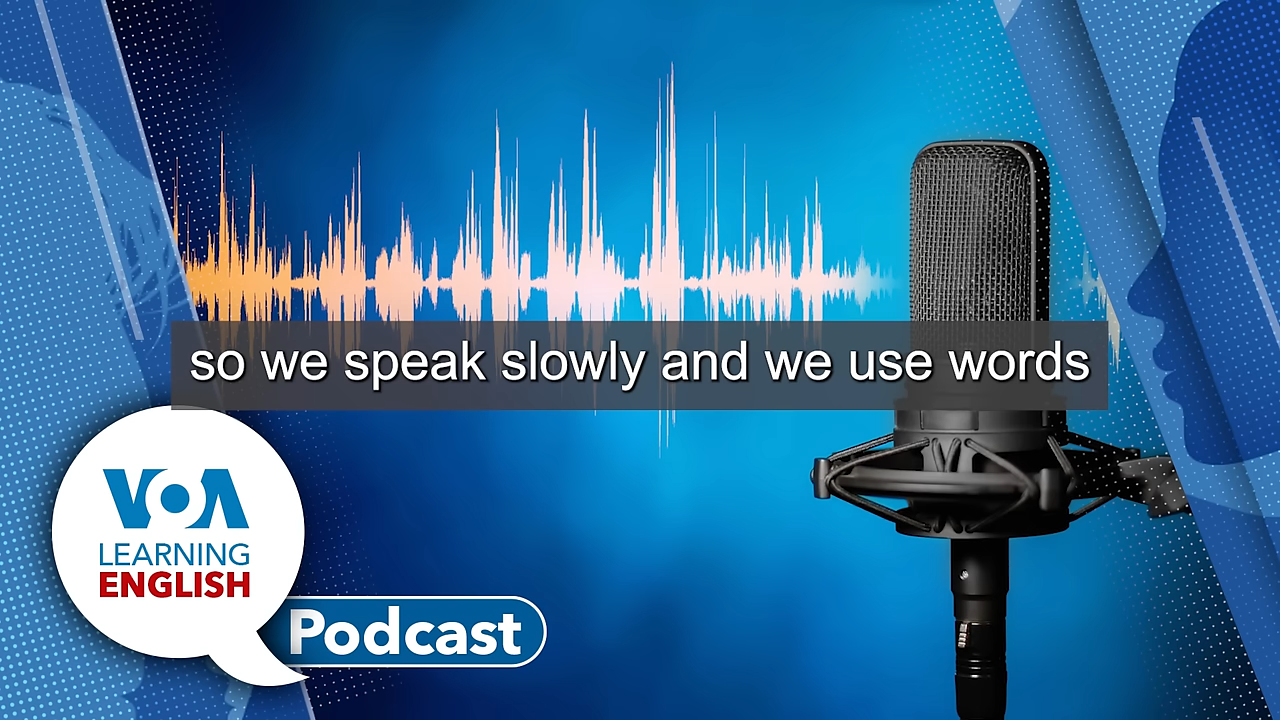 so we speak slowly and we use words
VOA
LEARNING
ENGLISH
Podcast